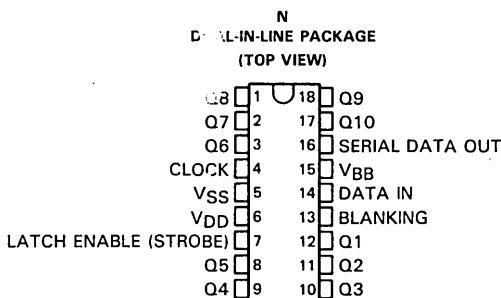 N
DUAL-IN-LINE PACKAGE
(TOP VIEW)
Q8 1 18 Q9
Q7 2 17 Q10
Q6 3 16 SERIAL DATA OUT
CLOCK 4 15 VBB
VSS 5 14 DATA IN
VDD 6 13 BLANKING
LATCH ENABLE (STROBE) 7 12 Q1
Q5 8 11 Q2
Q4 9 10 Q3